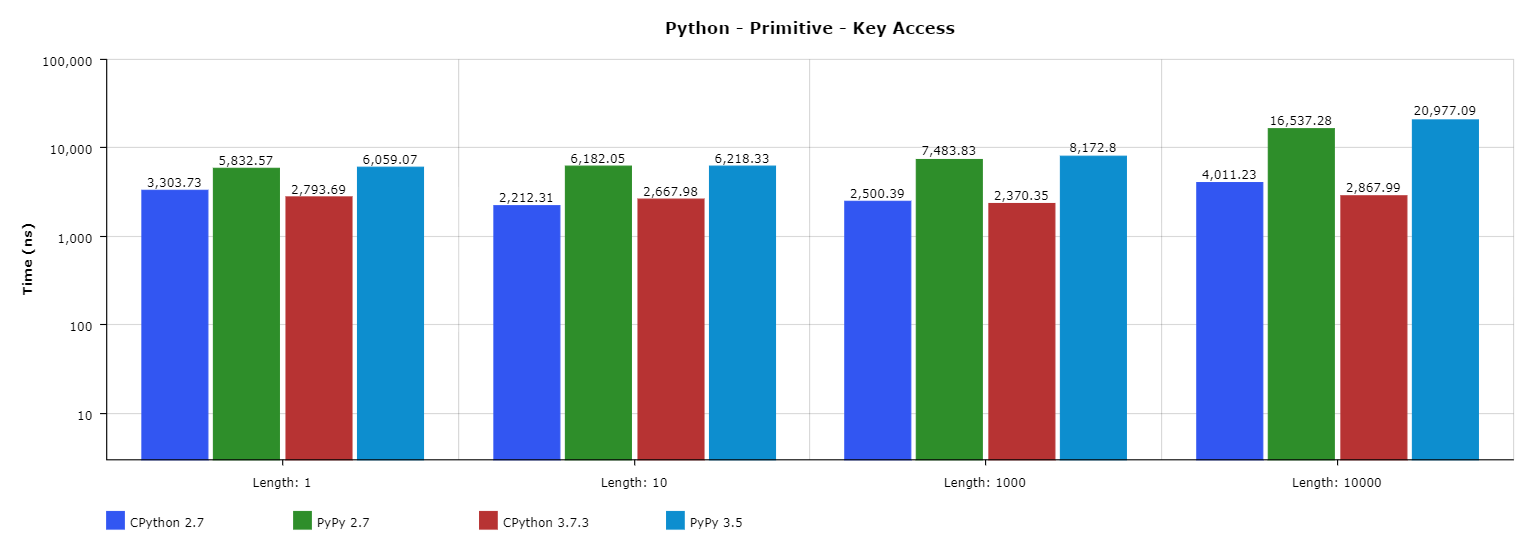 Python - Primitive - Key Access
100,000
10,000
1,000
100
10
Time (ns)
3,303.73
5,832.57
2,793.69
6,059.07
2,212.31
6,182.05
2,667.98
6,218.33
2,500.39
7,483.83
2,370.35
8,172.8
4,011.23
16,537.28
2,867.99
20,977.09
Length: 1
Length: 10
Length: 1000
Length: 10000
CPython 2.7
PyPy 2.7
CPython 3.7.3
PyPy 3.5